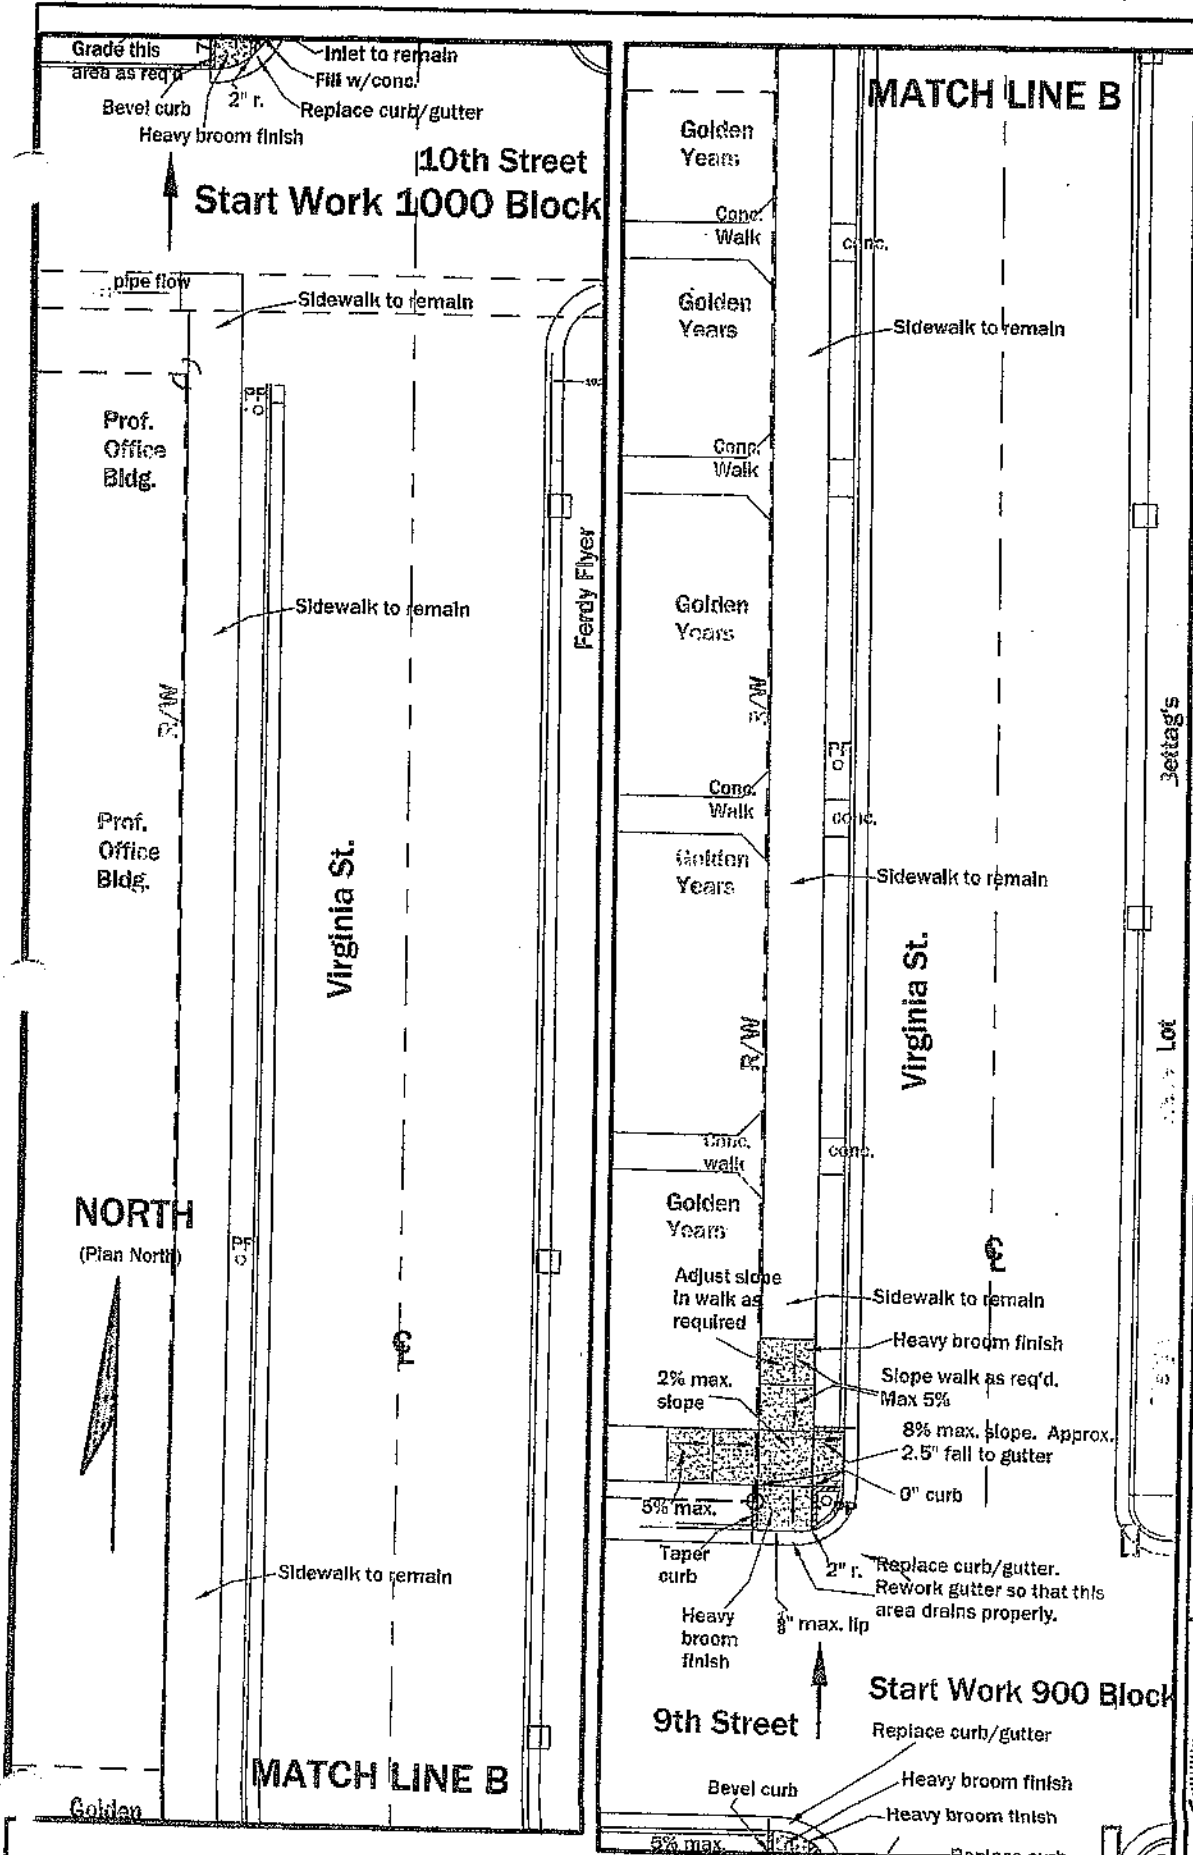 Grade this
area as req'd
Inlet to remain
Fill w/conc.
2" r.
Replace curb/gutter
Bevel curb
Heavy broom finish
10th Street
Start Work 1000 Block
pipe flow
Sidewalk to remain
PP
Prof.
Office
Bldg.
Ferdy Flyer
Sidewalk to remain
R/W
Prof.
Office
Bldg.
Virginia St.
NORTH
(Plan North)
PP
CL
Sidewalk to remain
MATCH LINE B
Golden
MATCH LINE B
Golden
Years
Conc.
Walk
conc.
Golden
Years
Sidewalk to remain
Conc.
Walk
Golden
Years
R/W
PP
Bettag's
Conc.
Walk
conc.
Golden
Years
Sidewalk to remain
Virginia St.
R/W
Lot
Conc.
walk
conc.
Golden
Years
CL
Adjust slope
in walk as
required
Sidewalk to remain
Heavy broom finish
2% max.
slope
Slope walk as req'd.
Max 5%
8% max. slope. Approx.
2.5" fall to gutter
0" curb
5% max.
PP
Taper
curb
2" r.
Replace curb/gutter.
Rework gutter so that this
area drains properly.
Heavy
broom
finish
1/8" max. lip
Start Work 900 Block
9th Street
Replace curb/gutter
Bevel curb
Heavy broom finish
Heavy broom finish
5% max.
Replace curb